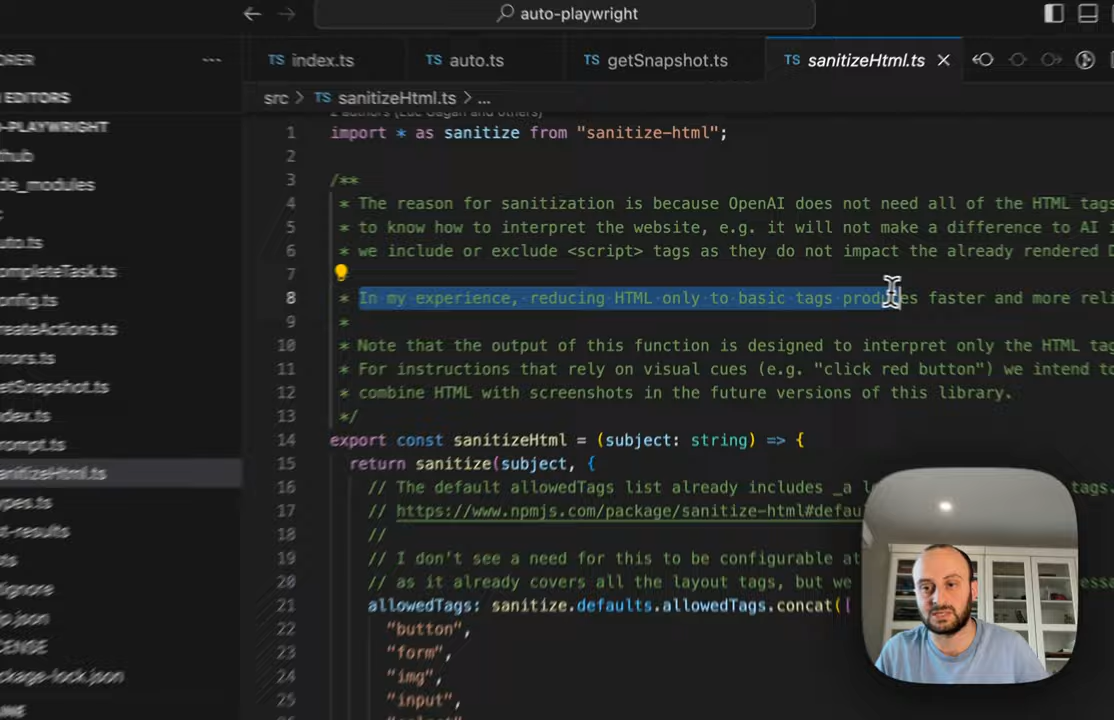 auto-playwright
ORER
...
TS index.ts
TS auto.ts
TS getSnapshot.ts
TS sanitizeHtml.ts
EDITORS
src > TS sanitizeHtml.ts > ...
O-PLAYWRIGHT
2 authors (Luc Gagan and others)
1 import * as sanitize from "sanitize-html";
hub
2
de_modules
3 /**
4 * The reason for sanitization is because OpenAI does not need all of the HTML tags
uto.ts
5 * to know how to interpret the website, e.g. it will not make a difference to AI i
6 * we include or exclude <script> tags as they do not impact the already rendered D
ompleteTask.ts
7
onfig.ts
8 * In my experience, reducing HTML only to basic tags produces faster and more reli
reateActions.ts
9 *
rrors.ts
10 * Note that the output of this function is designed to interpret only the HTML tag
11 * For instructions that rely on visual cues (e.g. "click red button") we intend to
etSnapshot.ts
12 * combine HTML with screenshots in the future versions of this library.
ndex.ts
13 */
rompt.ts
14 export const sanitizeHtml = (subject: string) => {
15 return sanitize(subject, {
anitizeHtml.ts
16 // The default allowedTags list already includes _a l
tags.
ypes.ts
17 // https://www.npmjs.com/package/sanitize-html#defau
st-results
18 //
ts
19 // I don't see a need for this to be configurable at
20 // as it already covers all the layout tags, but we
essa
ignore
21 allowedTags: sanitize.defaults.allowedTags.concat([
p.json
22 "button",
CENSE
23 "form",
ckage-lock.json
24 "img",
25 "input",